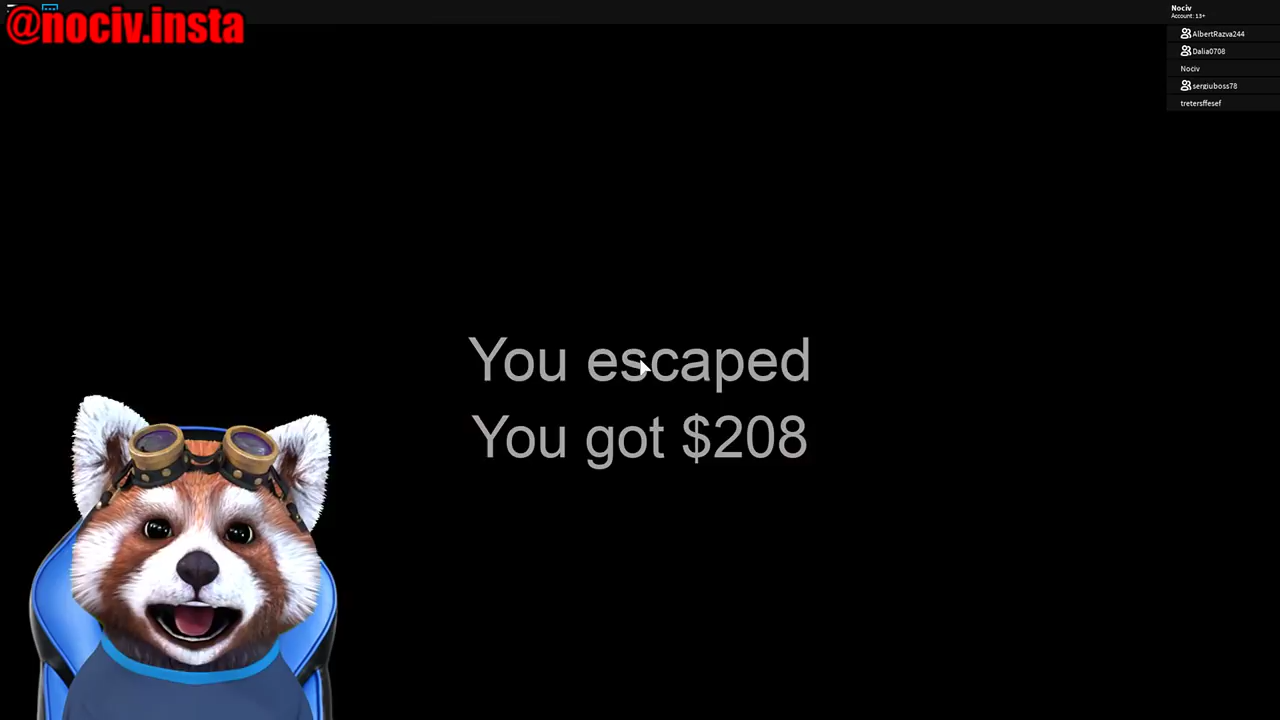 @nociv.insta
Nociv
Account: 13+
AlbertRazva244
Dalia0708
Nociv
sergiuboss78
tretersffesef
You escaped
You got $208